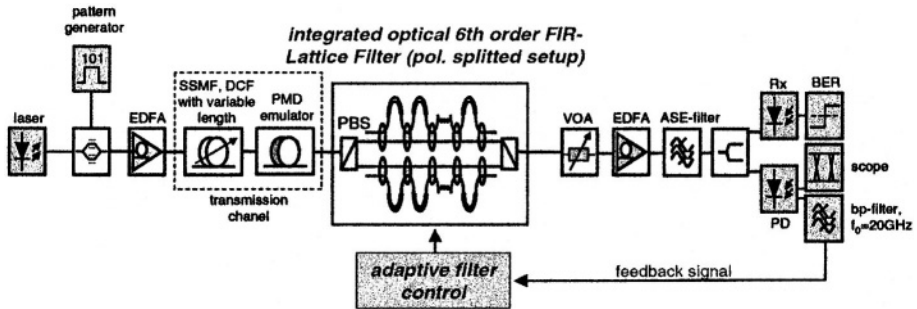 pattern
generator
101
integrated optical 6th order FIR-
Lattice Filter (pol. splitted setup)
laser
EDFA
SSMF, DCF
with variable
length
PMD
emulator
transmission
chanel
PBS
VOA
EDFA
ASE-filter
Rx
BER
scope
PD
bp-filter,
f₀=20GHz
adaptive filter
control
feedback signal